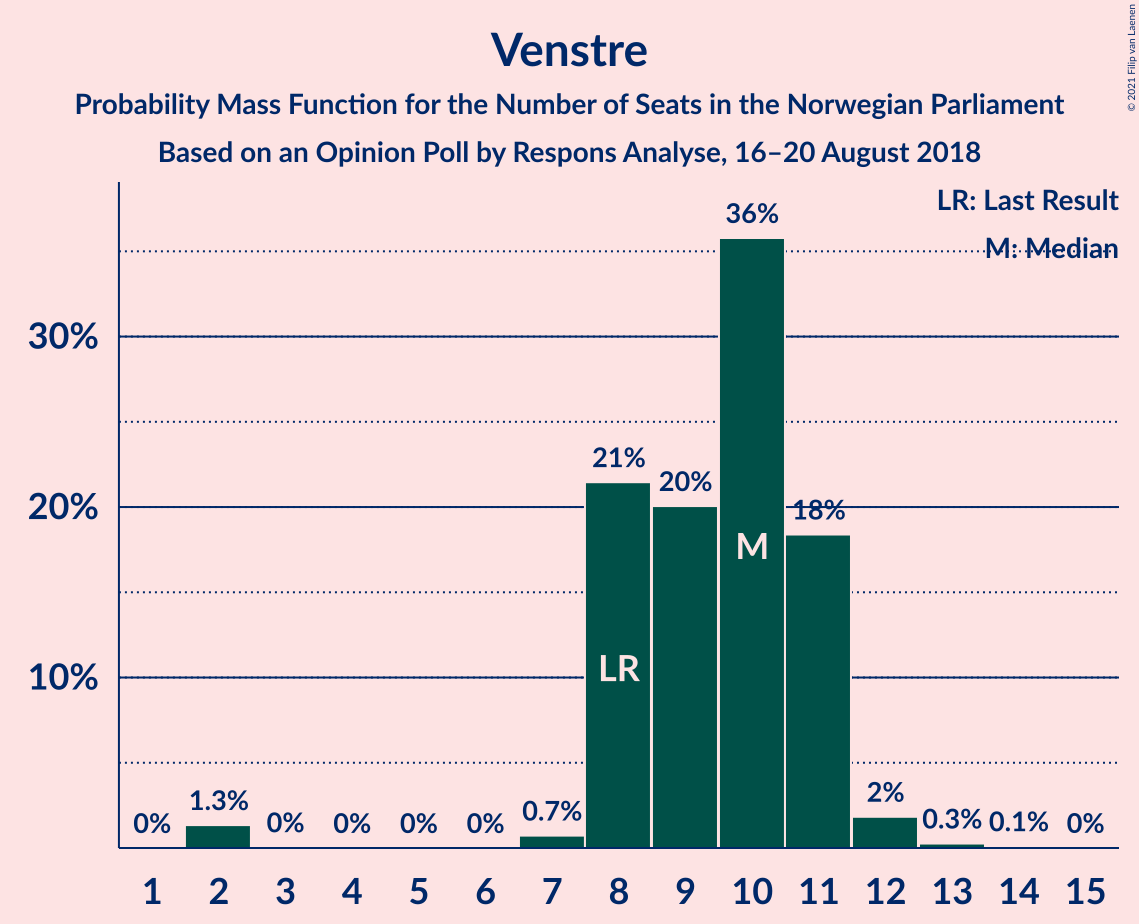 Venstre
Probability Mass Function for the Number of Seats in the Norwegian Parliament
Based on an Opinion Poll by Respons Analyse, 16–20 August 2018
© 2021 Filip van Laenen
LR: Last Result
M: Median
30%
20%
10%
0%
1.3%
0%
0%
0%
0%
0.7%
21%
20%
36%
18%
2%
0.3%
0.1%
0%
LR
M
1 2 3 4 5 6 7 8 9 10 11 12 13 14 15